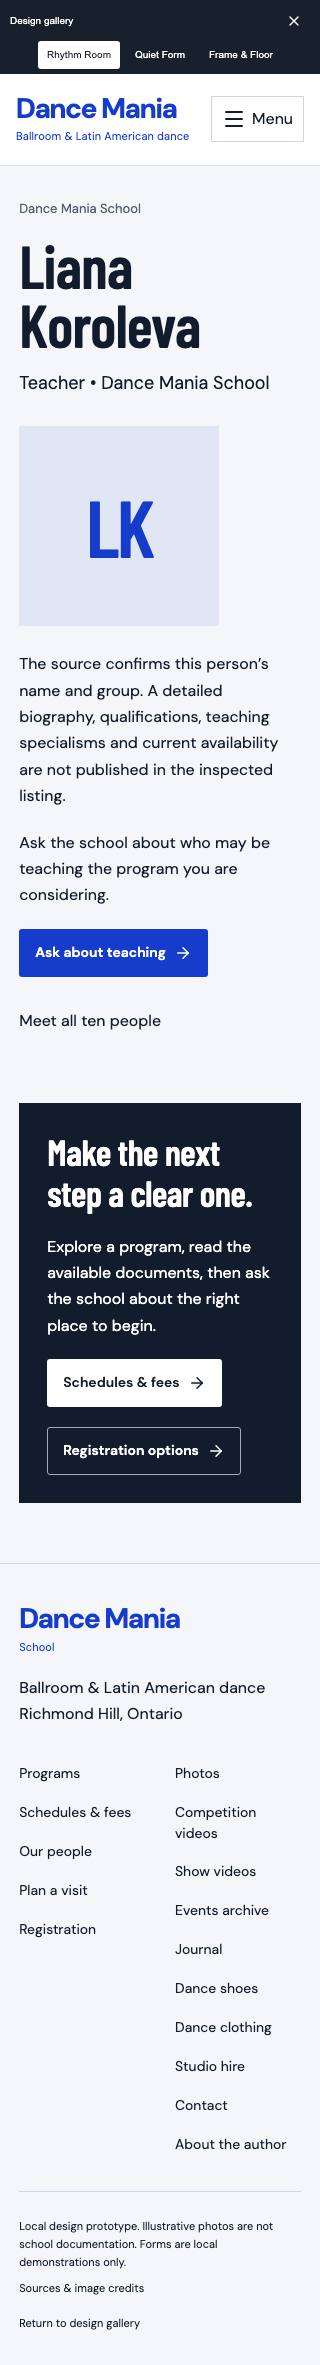 Design gallery
Rhythm Room Quiet Form Frame & Floor
Dance Mania
Ballroom & Latin American dance
Menu
Dance Mania School
Liana
Koroleva
Teacher • Dance Mania School
LK
The source confirms this person’s
name and group. A detailed
biography, qualifications, teaching
specialisms and current availability
are not published in the inspected
listing.
Ask the school about who may be
teaching the program you are
considering.
Ask about teaching →
Meet all ten people
Make the next
step a clear one.
Explore a program, read the
available documents, then ask
the school about the right
place to begin.
Schedules & fees →
Registration options →
Dance Mania
School
Ballroom & Latin American dance
Richmond Hill, Ontario
Programs
Schedules & fees
Our people
Plan a visit
Registration
Photos
Competition
videos
Show videos
Events archive
Journal
Dance shoes
Dance clothing
Studio hire
Contact
About the author
Local design prototype. Illustrative photos are not
school documentation. Forms are local
demonstrations only.
Sources & image credits
Return to design gallery